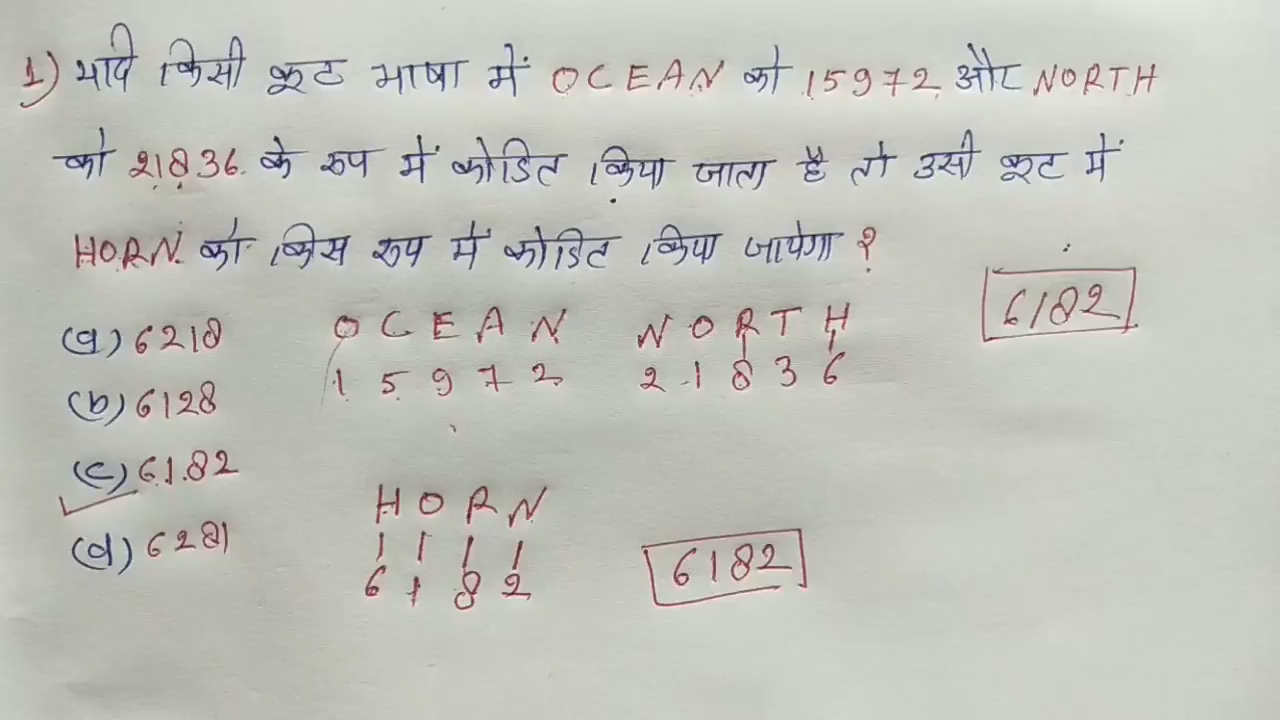 1) यदि किसी कूट भाषा में OCEAN को 15972 और NORTH
को 21836 के रूप में कोडित किया जाता है तो उसी कूट में
HORN को किस रूप में कोडित किया जायेगा ?
6182
(a) 6218
O C E A N
N O R T H
1 5 9 7 2
2 1 8 3 6
(b) 6128
(c) 6182
H O R N
(d) 6281
6 1 8 2
6182